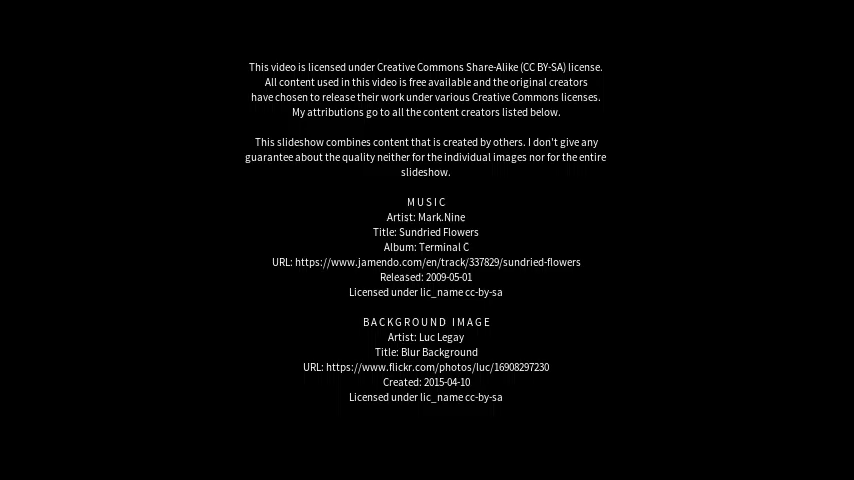 This video is licensed under Creative Commons Share-Alike (CC BY-SA) license.
All content used in this video is free available and the original creators
have chosen to release their work under various Creative Commons licenses.
My attributions go to all the content creators listed below.
This slideshow combines content that is created by others. I don't give any
guarantee about the quality neither for the individual images nor for the entire
slideshow.
MUSIC
Artist: Mark.Nine
Title: Sundried Flowers
Album: Terminal C
URL: https://www.jamendo.com/en/track/337829/sundried-flowers
Released: 2009-05-01
Licensed under lic_name cc-by-sa
BACKGROUND IMAGE
Artist: Luc Legay
Title: Blur Background
URL: https://www.flickr.com/photos/luc/16908297230
Created: 2015-04-10
Licensed under lic_name cc-by-sa